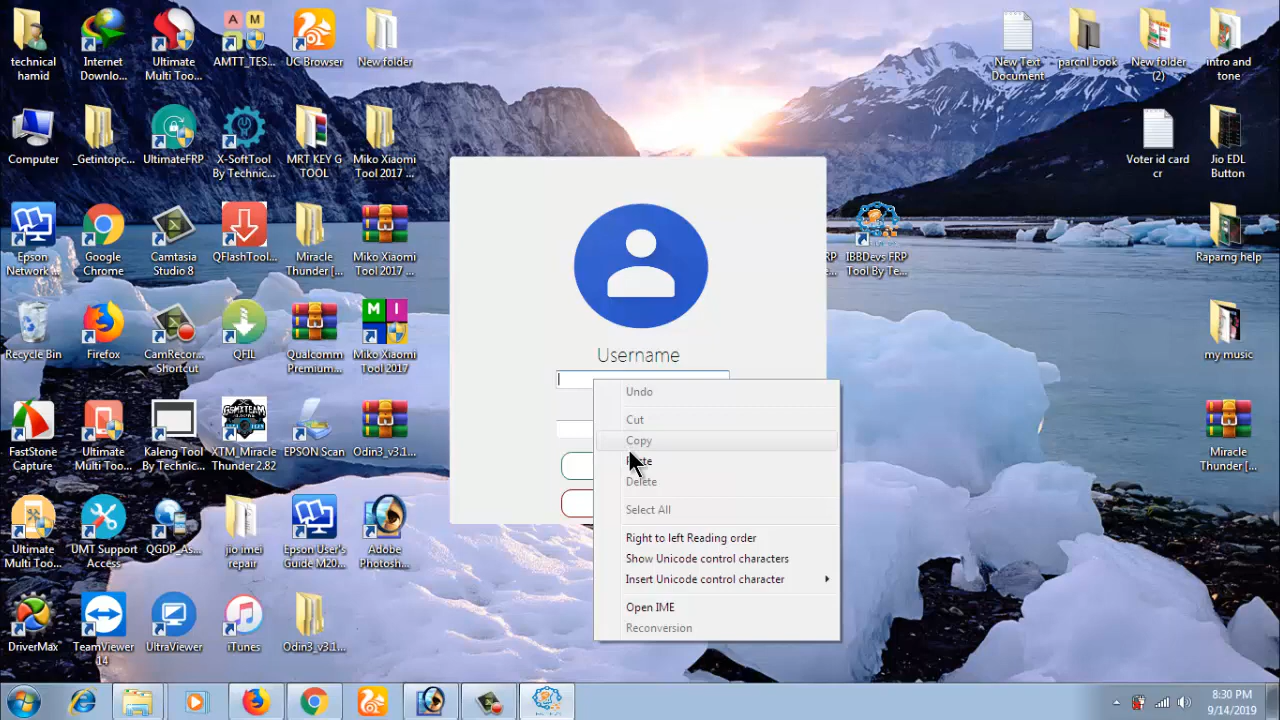 technical
hamid
Internet
Downlo...
Ultimate
Multi Too...
A M
AMTT_TES...
UC Browser
New folder
New Text
Document
parcnl book
New folder
(2)
intro and
tone
Computer
_Getintopc...
UltimateFRP
X-SoftTool
By Technic...
MRT KEY G
TOOL
Miko Xiaomi
Tool 2017 ...
Voter id card
cr
Jio EDL
Button
Epson
Network ...
Google
Chrome
Camtasia
Studio 8
QFlashTool...
Miracle
Thunder [...
Miko Xiaomi
Tool 2017 ...
IBBDevs FRP
Tool By Te...
Raparng help
Recycle Bin
Firefox
CamRecor...
- Shortcut
QFIL
Qualcomm
Premium...
M I
Miko Xiaomi
Tool 2017
my music
Username
Undo
Cut
Copy
Delete
Select All
Right to left Reading order
Show Unicode control characters
Insert Unicode control character
Open IME
Reconversion
FastStone
Capture
Ultimate
Multi Too...
Kaleng Tool
By Technic...
GSMXTEAM
XTM_Miracle
Thunder 2.82
EPSON Scan
Odin3_v3.1...
Miracle
Thunder [...
Ultimate
Multi Too...
UMT Support
Access
QGDP_As...
jio imei
repair
Epson User's
Guide M20...
Adobe
Photosh...
DriverMax
TeamViewer
14
UltraViewer
iTunes
Odin3_v3.1...
8:30 PM
9/14/2019